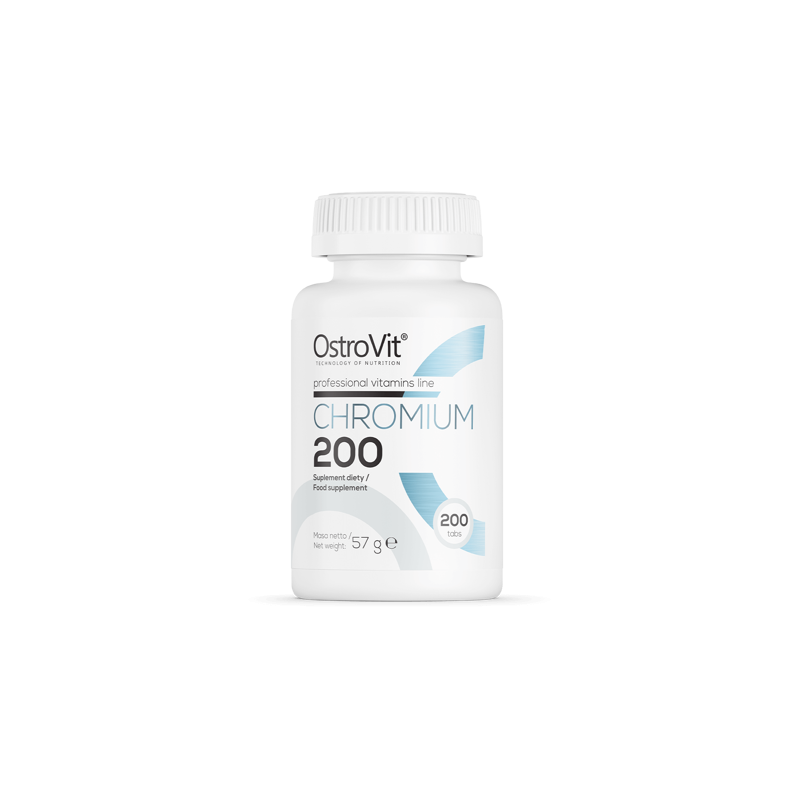 OstroVit®
TECHNOLOGY OF NUTRITION
professional vitamins line
CHROMIUM
200
Suplement diety /
Food supplement
200
tabs
Masa netto /
Net weight: 57 g ℮